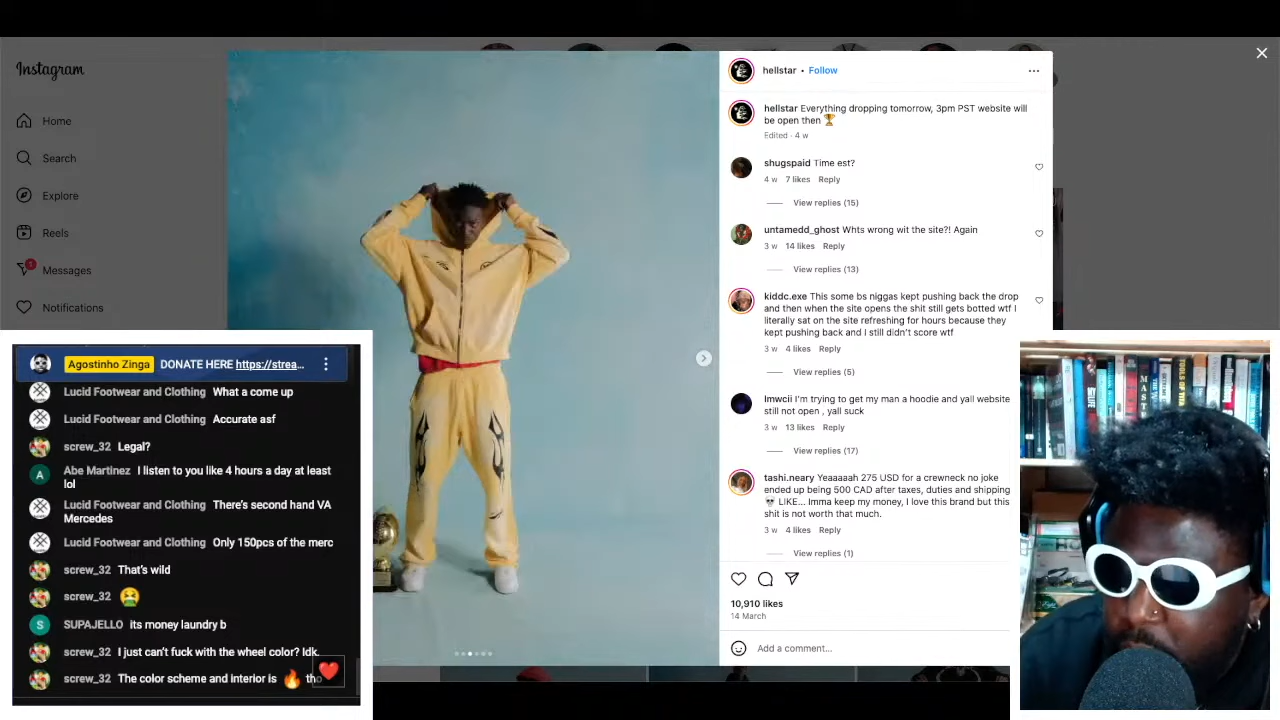 Instagram
Home
Search
Explore
Reels
1
Messages
Notifications
hellstar • Follow
hellstar Everything dropping tomorrow, 3pm PST website will
be open then 🏆
Edited · 4 w
shugspaid Time est?
4 w 7 likes Reply
View replies (15)
untamedd_ghost Whts wrong wit the site?! Again
3 w 14 likes Reply
View replies (13)
kiddc.exe This some bs niggas kept pushing back the drop
and then when the site opens the shit still gets botted wtf I
literally sat on the site refreshing for hours because they
kept pushing back and I still didn't score wtf
3 w 4 likes Reply
View replies (5)
lmwcii I'm trying to get my man a hoodie and yall website
still not open , yall suck
3 w 13 likes Reply
View replies (17)
tashi.neary Yeaaaaah 275 USD for a crewneck no joke
ended up being 500 CAD after taxes, duties and shipping
💀 LIKE... Imma keep my money, I love this brand but this
shit is not worth that much.
3 w 4 likes Reply
View replies (1)
10,910 likes
14 March
Add a comment...
Agostinho Zinga DONATE HERE https://strea...
Lucid Footwear and Clothing What a come up
Lucid Footwear and Clothing Accurate asf
screw_32 Legal?
A Abe Martinez I listen to you like 4 hours a day at least
lol
Lucid Footwear and Clothing There's second hand VA
Mercedes
Lucid Footwear and Clothing Only 150pcs of the merc
screw_32 That's wild
screw_32 🤮
S SUPAJELLO its money laundry b
screw_32 I just can't fuck with the wheel color? Idk.
screw_32 The color scheme and interior is 🔥 tho